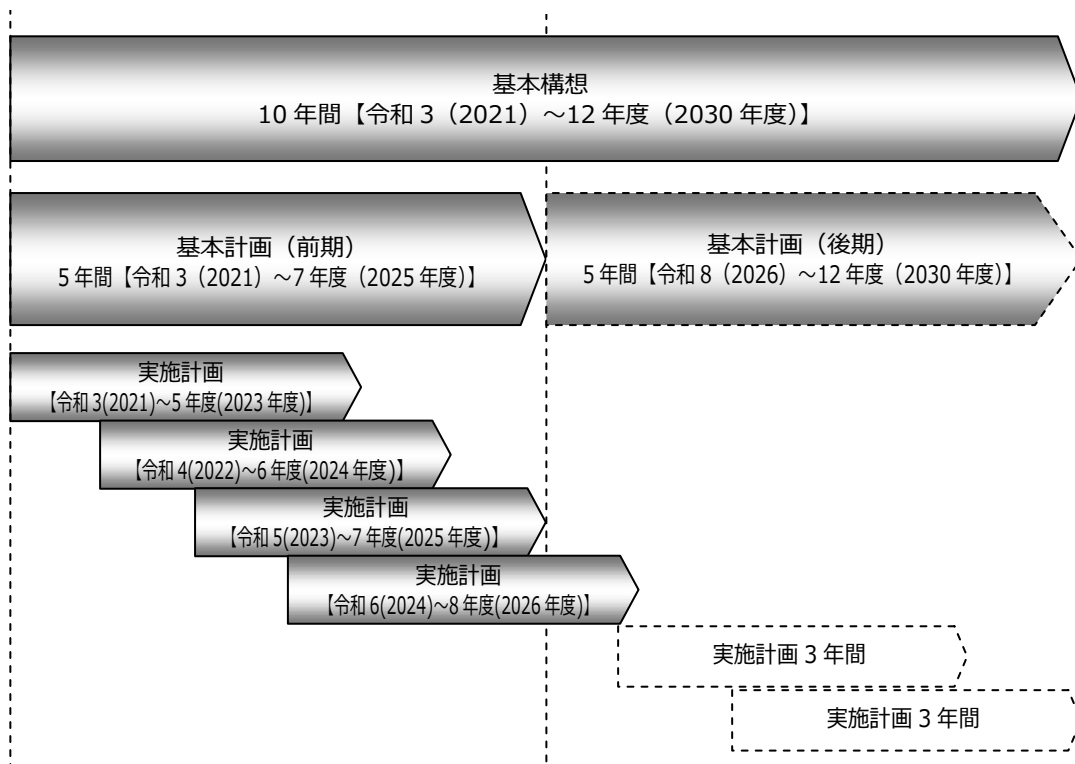 基本構想
10 年間【令和 3（2021）～12 年度（2030 年度）】
基本計画（前期）
5 年間【令和 3（2021）～7 年度（2025 年度）】
基本計画（後期）
5 年間【令和 8（2026）～12 年度（2030 年度）】
実施計画
【令和 3(2021)～5 年度(2023 年度)】
実施計画
【令和 4(2022)～6 年度(2024 年度)】
実施計画
【令和 5(2023)～7 年度(2025 年度)】
実施計画
【令和 6(2024)～8 年度(2026 年度)】
実施計画 3 年間
実施計画 3 年間